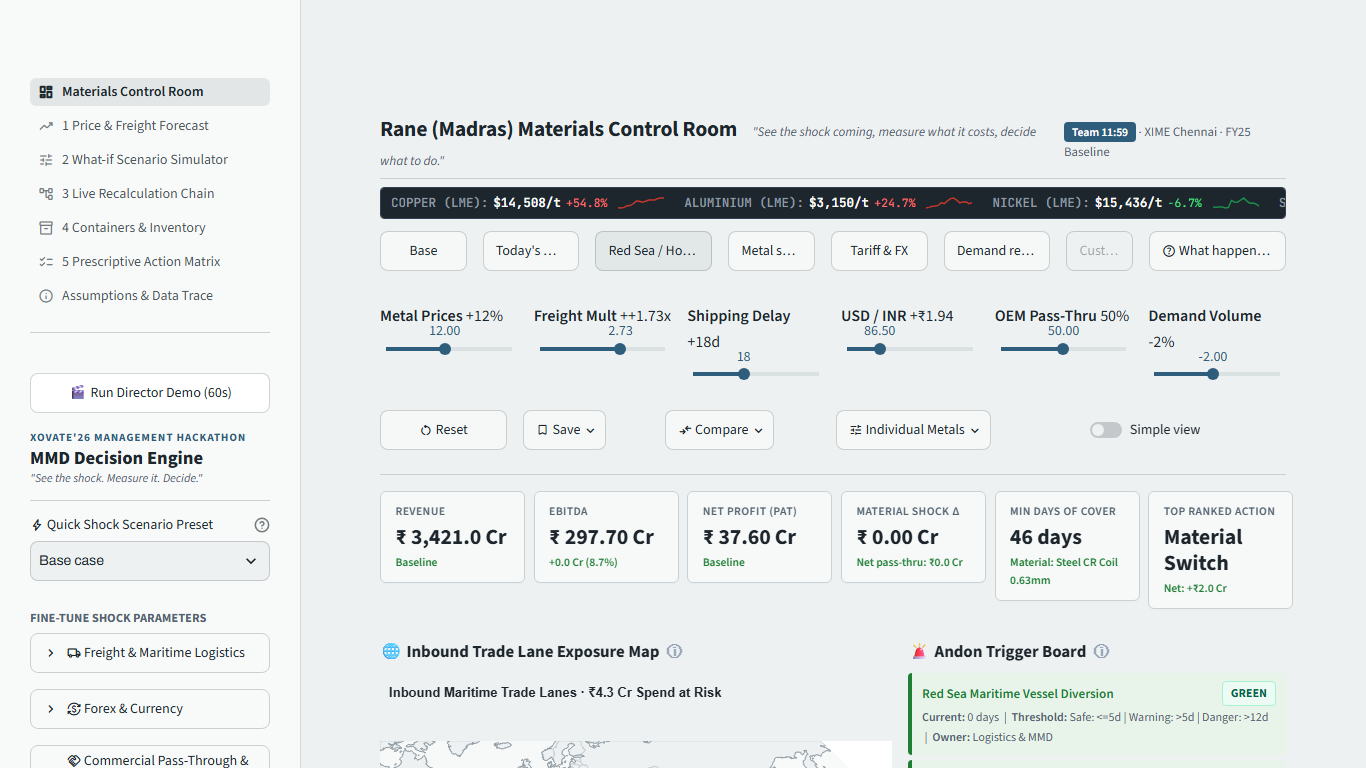 Materials Control Room
1 Price & Freight Forecast
2 What-if Scenario Simulator
3 Live Recalculation Chain
4 Containers & Inventory
5 Prescriptive Action Matrix
Assumptions & Data Trace
🎬 Run Director Demo (60s)
XOVATE'26 MANAGEMENT HACKATHON
MMD Decision Engine
"See the shock. Measure it. Decide."
Quick Shock Scenario Preset
Base case
FINE-TUNE SHOCK PARAMETERS
Freight & Maritime Logistics
Forex & Currency
Commercial Pass-Through &
Rane (Madras) Materials Control Room "See the shock coming, measure what it costs, decide
what to do."
Team 11:59 · XIME Chennai · FY25
Baseline
COPPER (LME): $14,508/t +54.8% ALUMINIUM (LME): $3,150/t +24.7% NICKEL (LME): $15,436/t -6.7% S
Base Today's ... Red Sea / Ho... Metal s... Tariff & FX Demand re... Cust... What happen...
Metal Prices +12%
12.00
Freight Mult ++1.73x
2.73
Shipping Delay
+18d
18
USD / INR +₹1.94
86.50
OEM Pass-Thru 50%
50.00
Demand Volume
-2%
-2.00
Reset Save Compare Individual Metals Simple view
REVENUE
₹ 3,421.0 Cr
Baseline
EBITDA
₹ 297.70 Cr
+0.0 Cr (8.7%)
NET PROFIT (PAT)
₹ 37.60 Cr
Baseline
MATERIAL SHOCK Δ
₹ 0.00 Cr
Net pass-thru: ₹0.0 Cr
MIN DAYS OF COVER
46 days
Material: Steel CR Coil
0.63mm
TOP RANKED ACTION
Material
Switch
Net: +₹2.0 Cr
🌐 Inbound Trade Lane Exposure Map
Inbound Maritime Trade Lanes · ₹4.3 Cr Spend at Risk
🚨 Andon Trigger Board
Red Sea Maritime Vessel Diversion GREEN
Current: 0 days | Threshold: Safe: <=5d | Warning: >5d | Danger: >12d
| Owner: Logistics & MMD